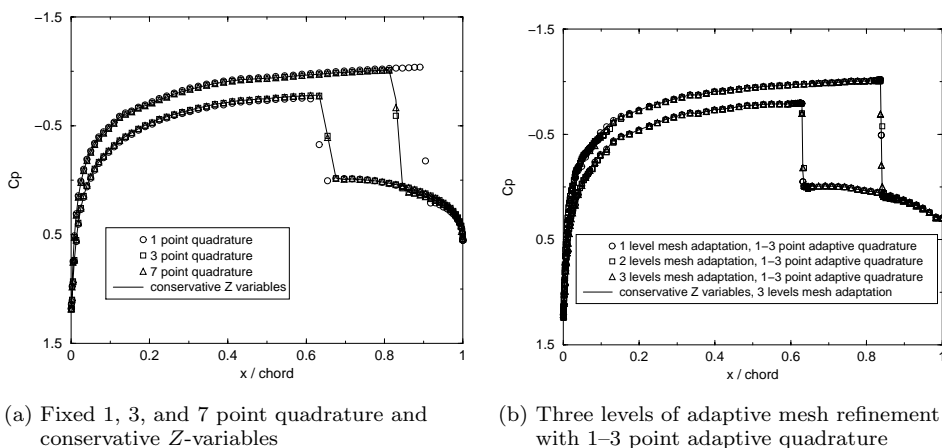 −1.5
−0.5
Cp
0.5
1.5
0
0.2
0.4
0.6
0.8
1
x / chord
1 point quadrature
3 point quadrature
7 point quadrature
conservative Z variables
(a) Fixed 1, 3, and 7 point quadrature and
conservative Z-variables
−1.5
−0.5
Cp
0.5
1.5
0
0.2
0.4
0.6
0.8
1
x / chord
1 level mesh adaptation, 1−3 point adaptive quadrature
2 levels mesh adaptation, 1−3 point adaptive quadrature
3 levels mesh adaptation, 1−3 point adaptive quadrature
conservative Z variables, 3 levels mesh adaptation
(b) Three levels of adaptive mesh refinement
with 1–3 point adaptive quadrature